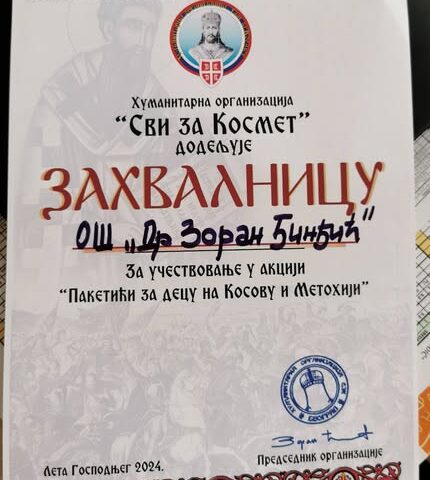 Хуманитарна организација
“Сви за Космет”
додељује
ЗАХВАЛНИЦУ
ОШ „Др Зоран Ђинђић"
За учествовање у акцији
“Пакетићи за децу на Косову и Метохији”
Лета Господњег 2024.
Председник организације